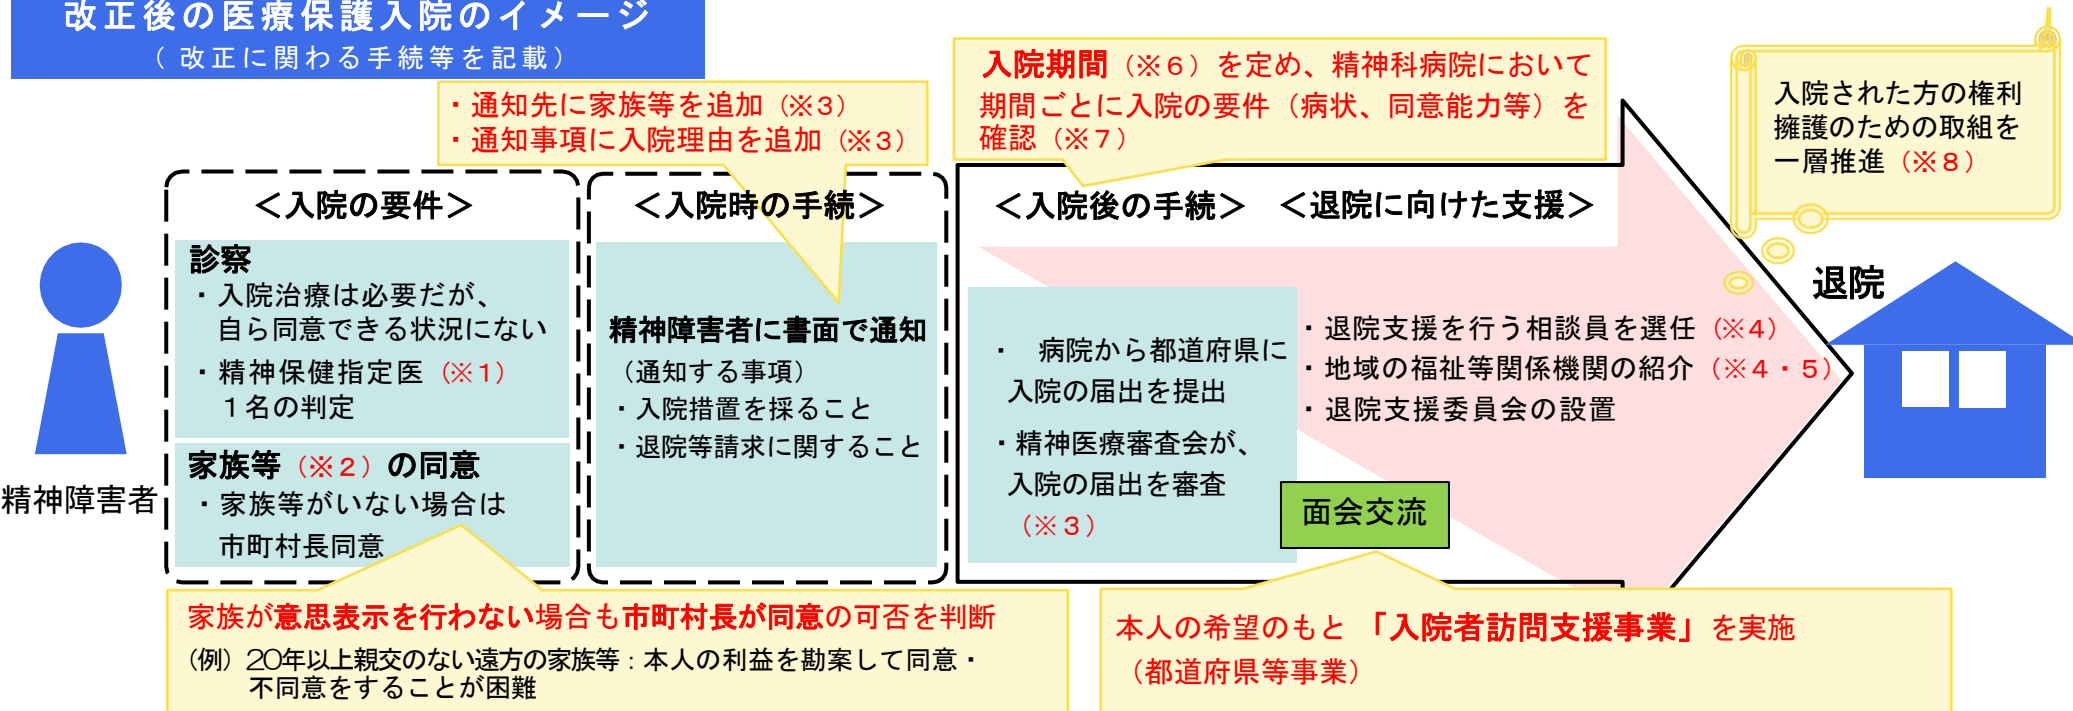 改正後の医療保護入院のイメージ
（改正に関わる手続等を記載）
・通知先に家族等を追加（※３）
・通知事項に入院理由を追加（※３）
入院期間（※６）を定め、精神科病院において
期間ごとに入院の要件（病状、同意能力等）を
確認（※７）
入院された方の権利
擁護のための取組を
一層推進（※８）
＜入院の要件＞
診察
・入院治療は必要だが、
自ら同意できる状況にない
・精神保健指定医（※１）
１名の判定
家族等（※２）の同意
・家族等がいない場合は
市町村長同意
精神障害者
＜入院時の手続＞
精神障害者に書面で通知
（通知する事項）
・入院措置を採ること
・退院等請求に関すること
＜入院後の手続＞
・　病院から都道府県に
入院の届出を提出
・精神医療審査会が、
入院の届出を審査
（※３）
＜退院に向けた支援＞
・退院支援を行う相談員を選任（※４）
・地域の福祉等関係機関の紹介（※４・５）
・退院支援委員会の設置
面会交流
退院
家族が意思表示を行わない場合も市町村長が同意の可否を判断
（例）20年以上親交のない遠方の家族等：本人の利益を勘案して同意・
不同意をすることが困難
本人の希望のもと「入院者訪問支援事業」を実施
（都道府県等事業）